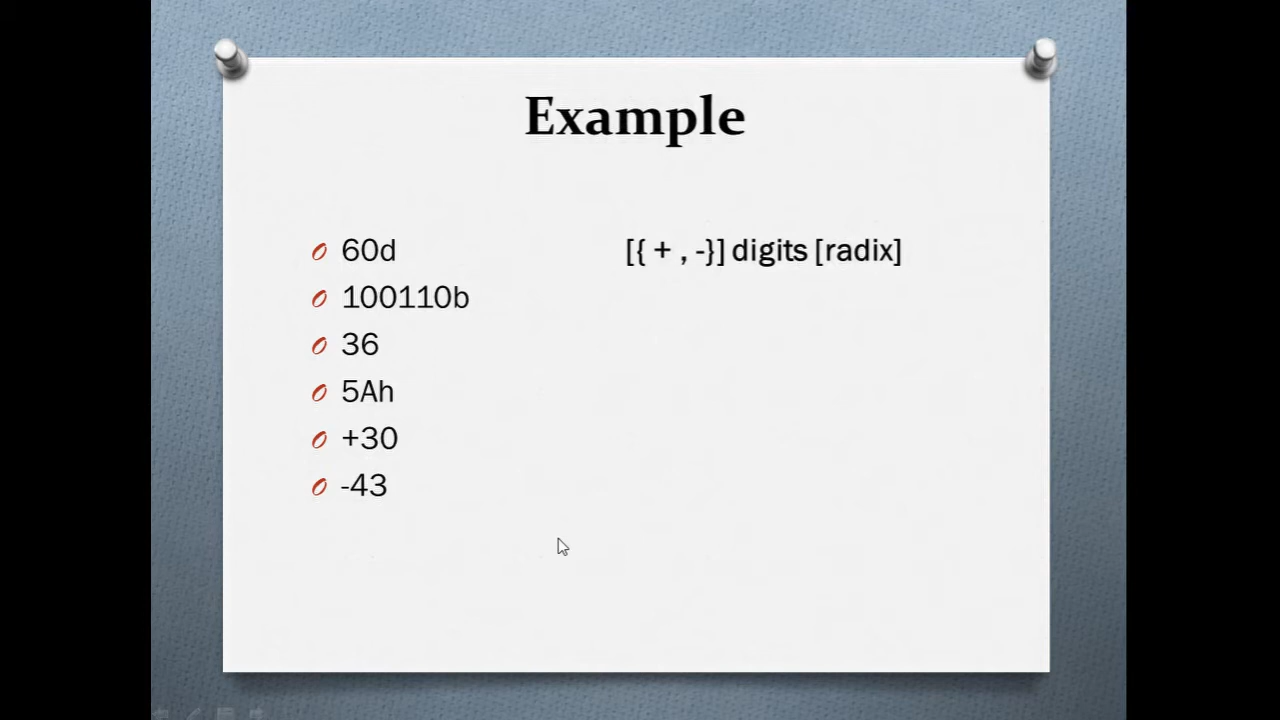 Example
60d
[{ + , -}] digits [radix]
100110b
36
5Ah
+30
-43